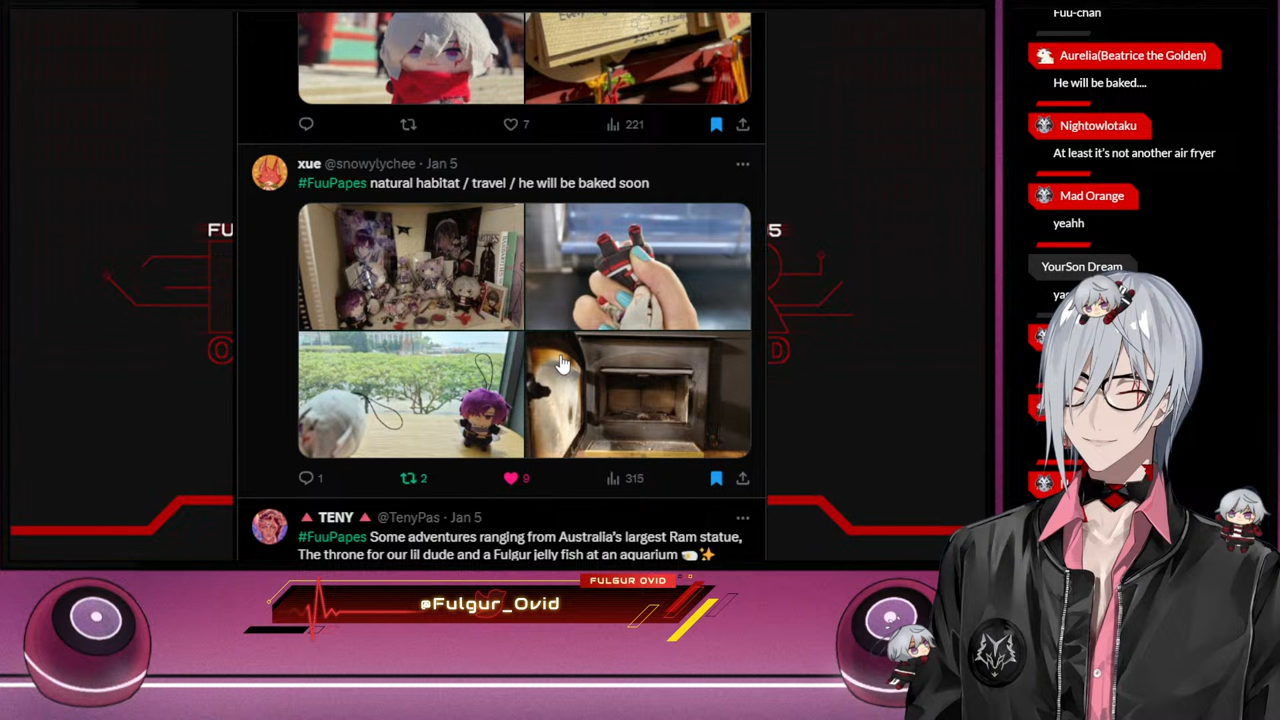 221
7
xue @snowylychee · Jan 5
#FuuPapes natural habitat / travel / he will be baked soon
FU
5
O
D
1
2
9
315
TENY @TenyPas · Jan 5
#FuuPapes Some adventures ranging from Australia's largest Ram statue,
The throne for our lil dude and a Fulgur jelly fish at an aquarium
FULGUR OVID
@Fulgur_Ovid
Fuu-chan
Aurelia(Beatrice the Golden)
He will be baked....
Nightowlotaku
At least it's not another air fryer
Mad Orange
yeahh
YourSon Dream